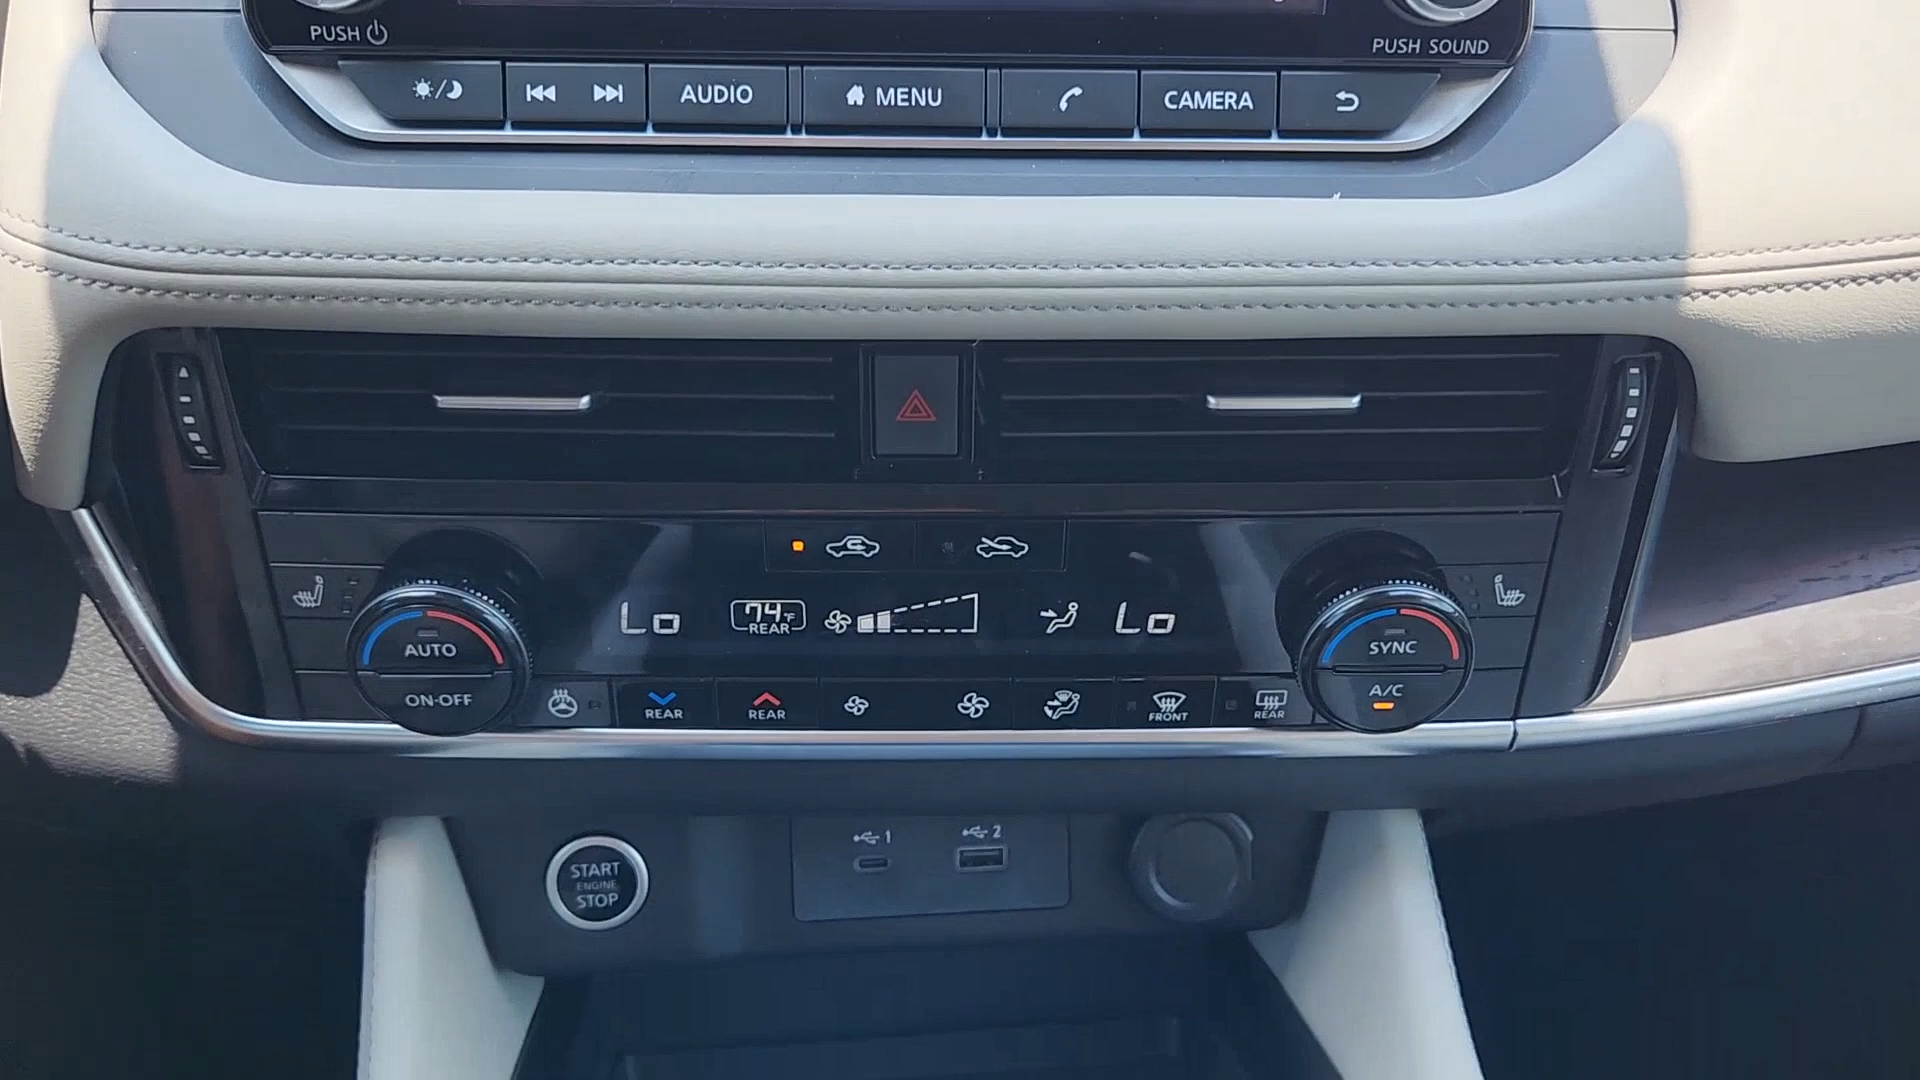 PUSH
PUSH SOUND
AUDIO
MENU
CAMERA
Lo
74°F
REAR
Lo
AUTO
ON-OFF
SYNC
A/C
REAR
REAR
FRONT
REAR
START
ENGINE
STOP
1
2